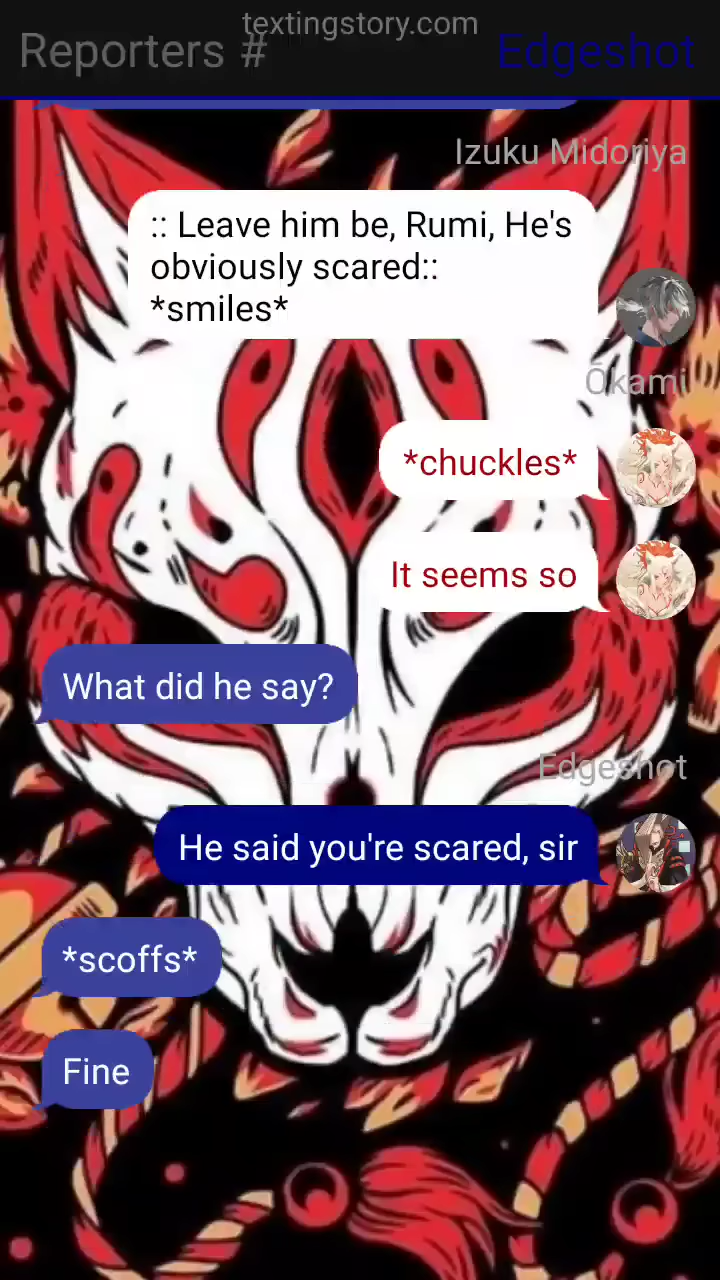 textingstory.com
Reporters #
Edgeshot
Izuku Midoriya
:: Leave him be, Rumi, He's
obviously scared::
*smiles*
Ōkami
*chuckles*
It seems so
What did he say?
Edgeshot
He said you're scared, sir
*scoffs*
Fine